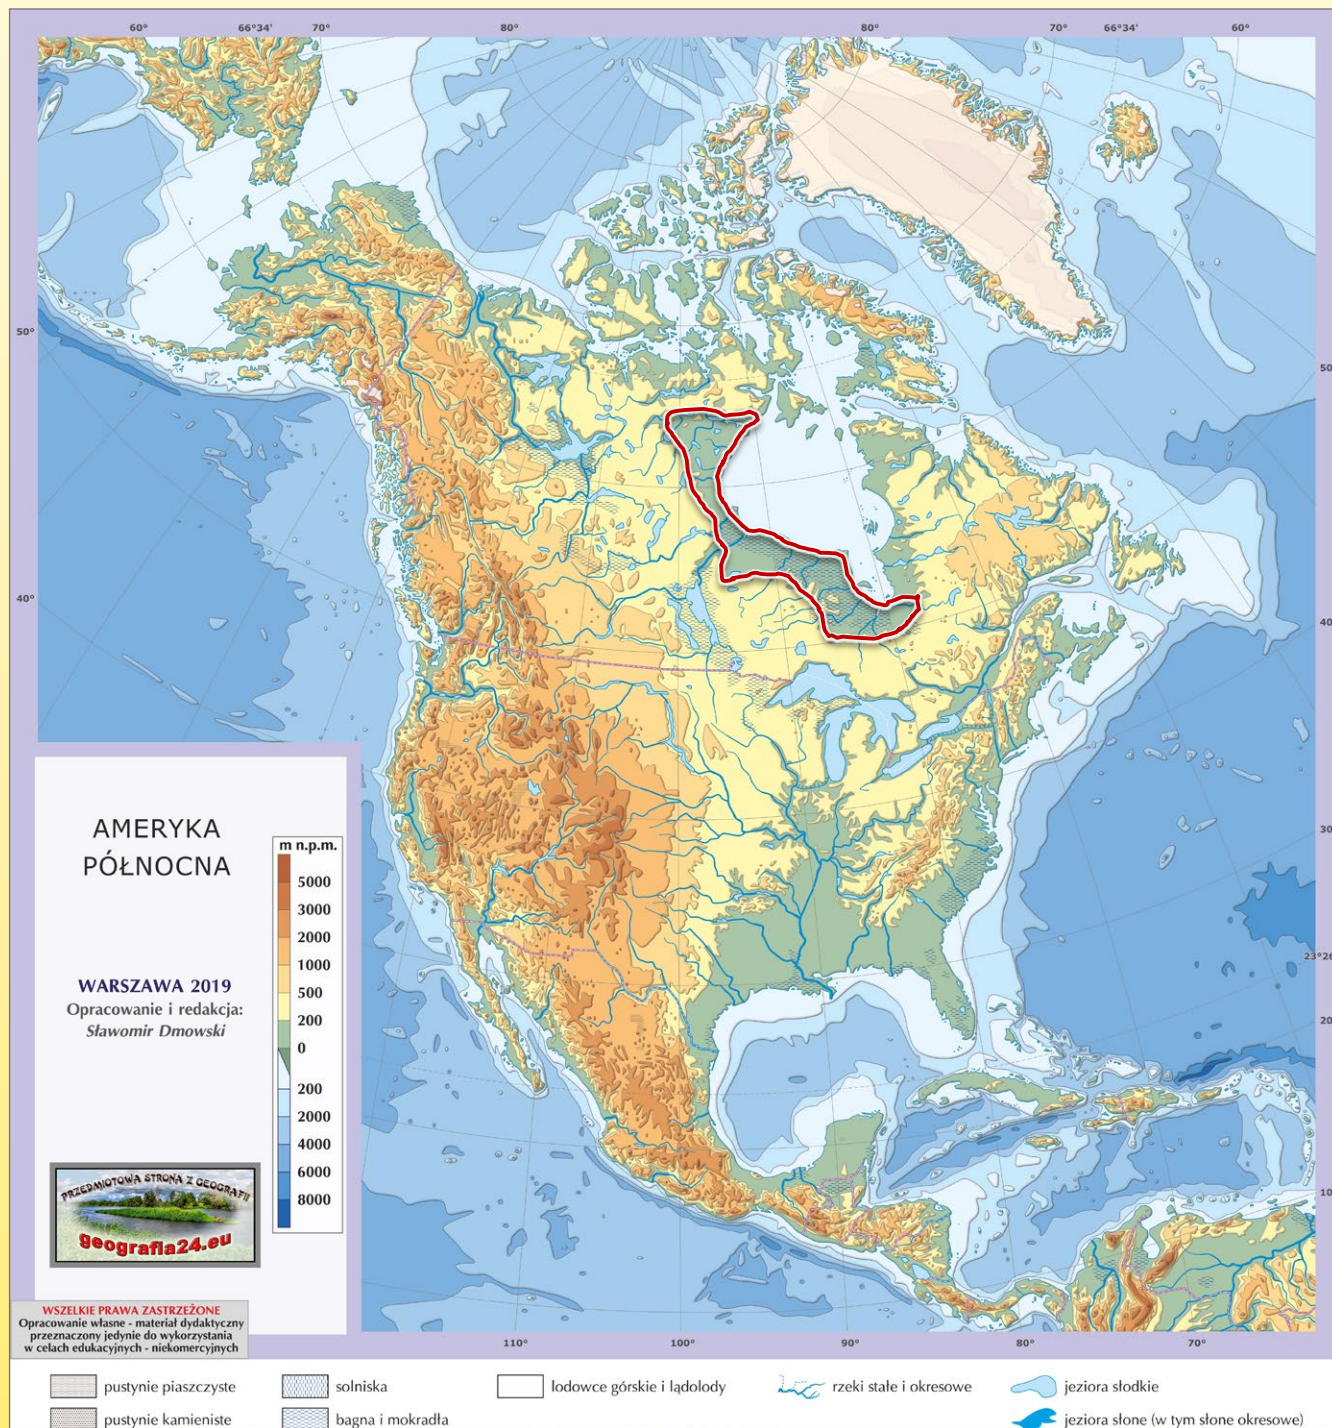 60°
66°34'
70°
80°
80°
70°
66°34'
60°
50°
50
40°
40
30
23°26
20
10
AMERYKA
PÓŁNOCNA
WARSZAWA 2019
Opracowanie i redakcja:
Sławomir Dmowski
m n.p.m.
5000
3000
2000
1000
500
200
0
200
2000
4000
6000
8000
PRZEDMIOTOWA STRONA Z GEOGRAFII
geografia24.eu
WSZELKIE PRAWA ZASTRZEŻONE
Opracowanie własne - materiał dydaktyczny
przeznaczony jedynie do wykorzystania
w celach edukacyjnych - niekomercyjnych
110°
100°
90°
80°
70°
pustynie piaszczyste
solniska
lodowce górskie i lądolody
rzeki stałe i okresowe
jeziora słodkie
pustynie kamieniste
bagna i mokradła
jeziora słone (w tym słone okresowe)